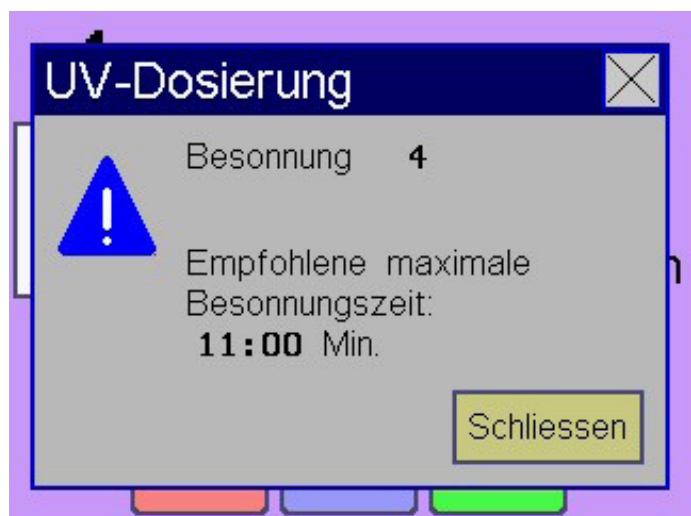 UV-Dosierung
Besonnung 4
Empfohlene maximale
Besonnungszeit:
11:00 Min.
Schliessen